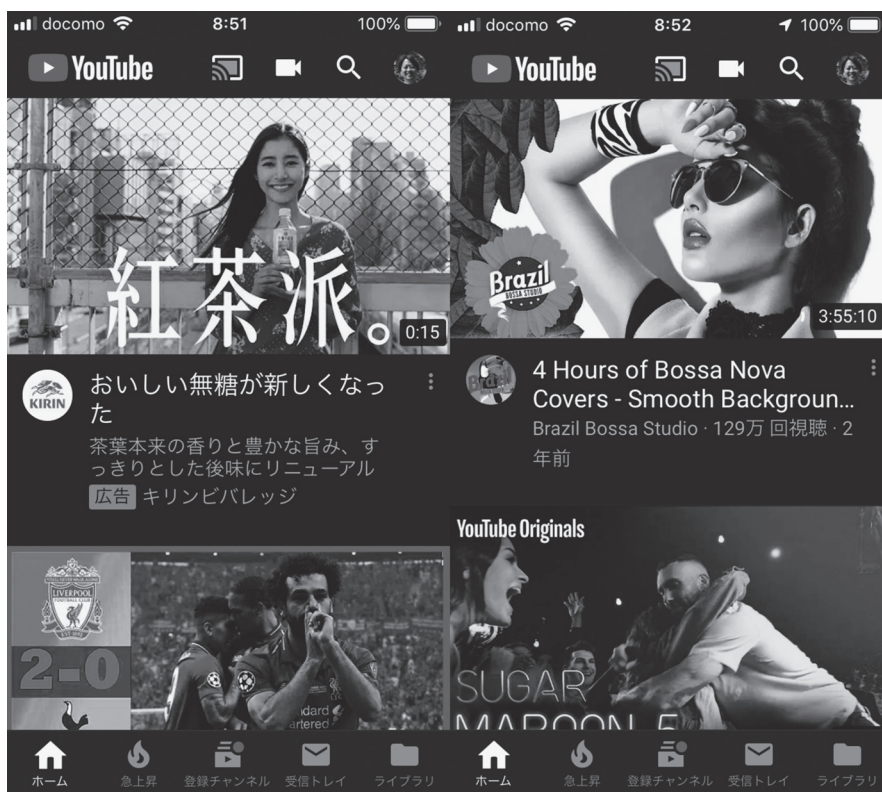 docomo
8:51
100%
YouTube
紅茶派。
0:15
KIRIN
おいしい無糖が新しくなっ
た
茶葉本来の香りと豊かな旨み、す
っきりとした後味にリニューアル
広告 キリンビバレッジ
LIVERPOOL
FOOTBALL CLUB
EST 1892
2-0
ndard
artered
ホーム
急上昇
登録チャンネル
受信トレイ
ライブラリ
docomo
8:52
100%
YouTube
Brazil
BOSSA STUDIO
3:55:10
Brazil
4 Hours of Bossa Nova
Covers - Smooth Backgroun...
Brazil Bossa Studio · 129万 回視聴 · 2
年前
YouTube Originals
SUGAR
MAROON 5
ホーム
急上昇
登録チャンネル
受信トレイ
ライブラリ